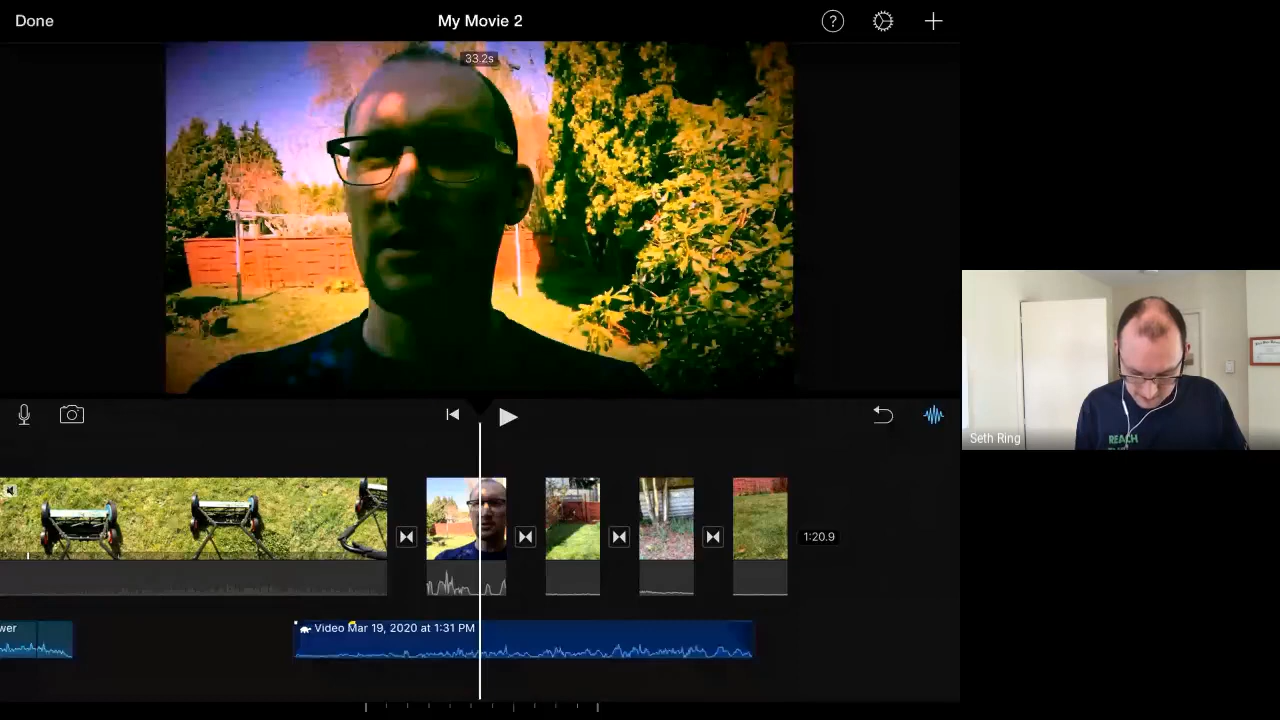 Done
My Movie 2
?
33.2s
1:20.9
wer
Video Mar 19, 2020 at 1:31 PM
Seth Ring
REACH